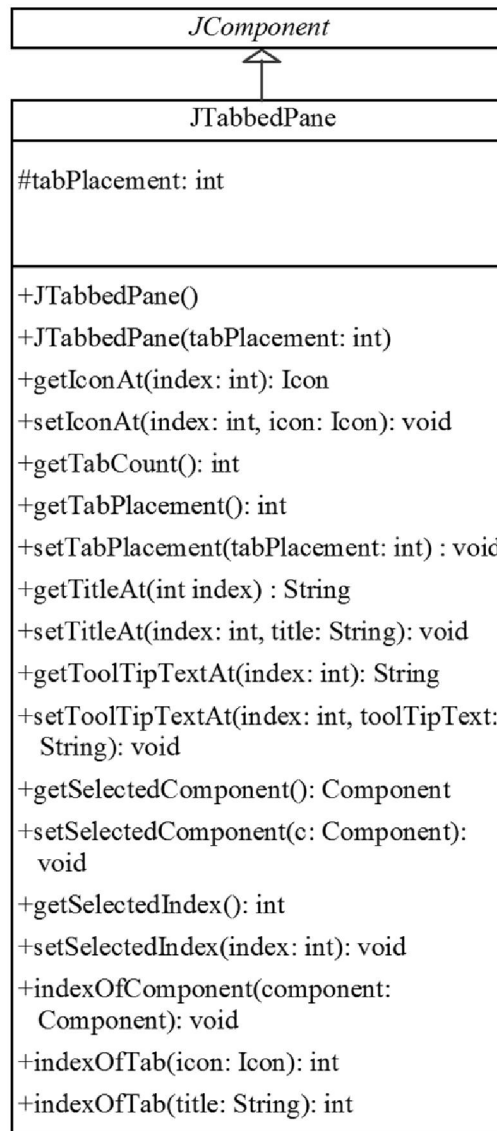 JComponent
JTabbedPane
#tabPlacement: int
+JTabbedPane()
+JTabbedPane(tabPlacement: int)
+getIconAt(index: int): Icon
+setIconAt(index: int, icon: Icon): void
+getTabCount(): int
+getTabPlacement(): int
+setTabPlacement(tabPlacement: int) : void
+getTitleAt(int index) : String
+setTitleAt(index: int, title: String): void
+getToolTipTextAt(index: int): String
+setToolTipTextAt(index: int, toolTipText:
String): void
+getSelectedComponent(): Component
+setSelectedComponent(c: Component):
void
+getSelectedIndex(): int
+setSelectedIndex(index: int): void
+indexOfComponent(component:
Component): void
+indexOfTab(icon: Icon): int
+indexOfTab(title: String): int